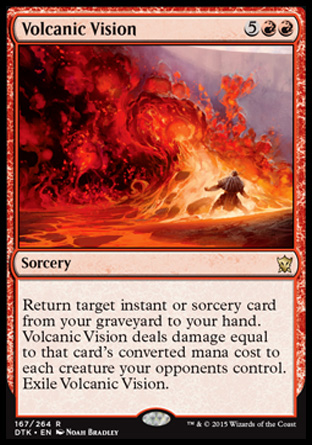 Volcanic Vision 5
Sorcery
Return target instant or sorcery card
from your graveyard to your hand.
Volcanic Vision deals damage equal
to that card's converted mana cost to
each creature your opponents control.
Exile Volcanic Vision.
167/264 R
DTK • EN Noah Bradley ™ & © 2015 Wizards of the Coast